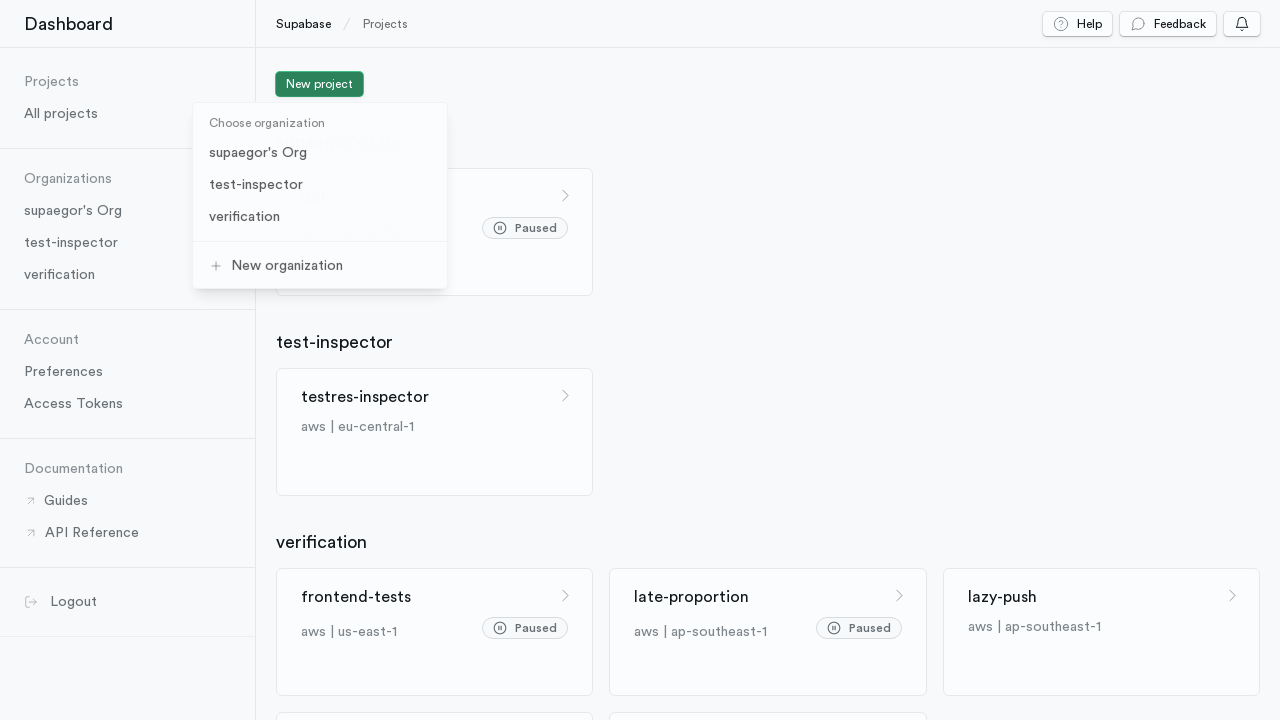 Dashboard
Supabase
Projects
Help
Feedback
Projects
All projects
Organizations
supaegor's Org
test-inspector
verification
Account
Preferences
Access Tokens
Documentation
Guides
API Reference
Logout
New project
Choose organization
supaegor's Org
test-inspector
verification
New organization
Paused
test-inspector
testres-inspector
aws | eu-central-1
verification
frontend-tests
aws | us-east-1
Paused
late-proportion
aws | ap-southeast-1
Paused
lazy-push
aws | ap-southeast-1